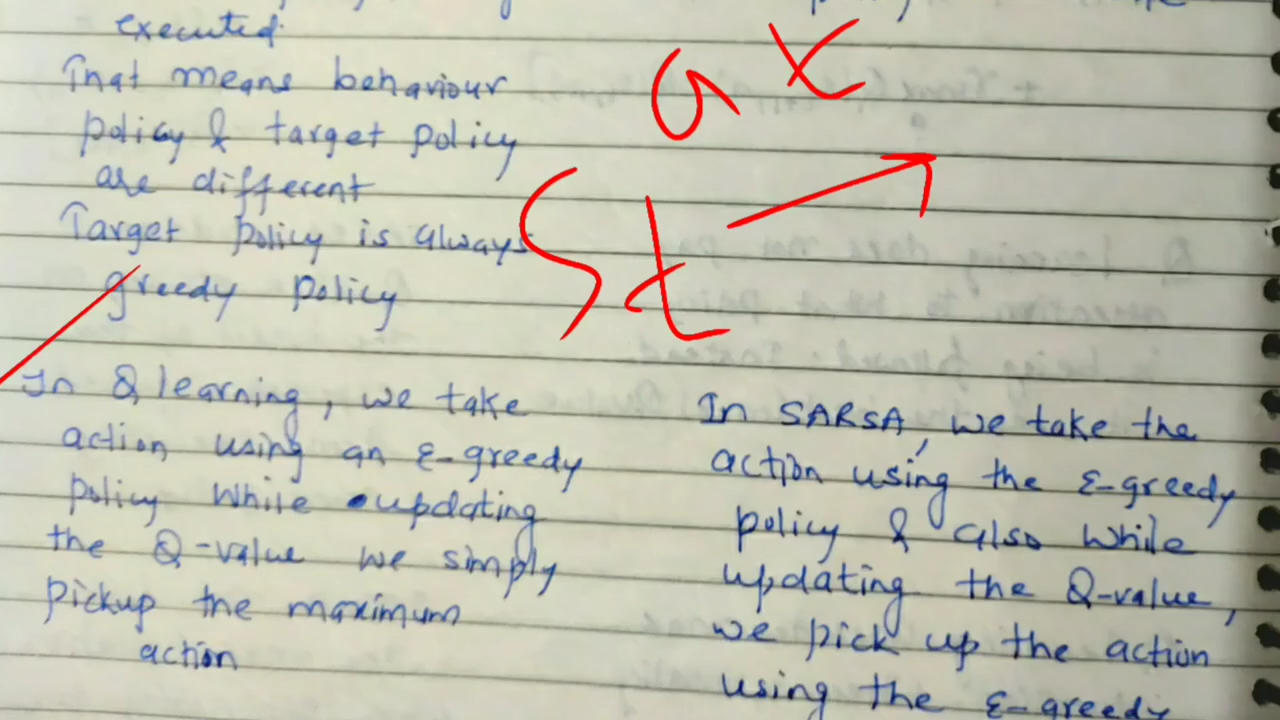 executed.
That means behaviour
policy & target policy
are different
Target policy is always
greedy policy
In Q learning, we take
action using an ε-greedy
policy while updating
the Q-value we simply
pickup the maximum
action
at
St
In SARSA, we take the
action using the ε-greedy
policy & also while
updating the Q-value,
we pick up the action
using the ε-greedy